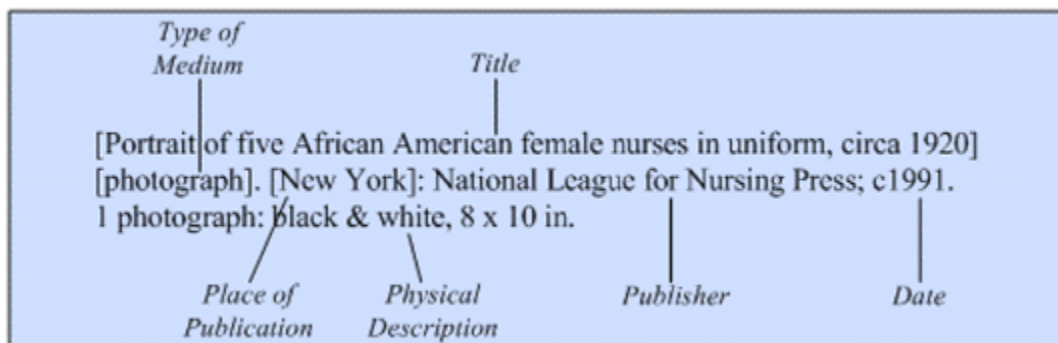 Type of
Medium
Title
[Portrait of five African American female nurses in uniform, circa 1920]
[photograph]. [New York]: National League for Nursing Press; c1991.
1 photograph: black & white, 8 x 10 in.
Place of
Publication
Physical
Description
Publisher
Date